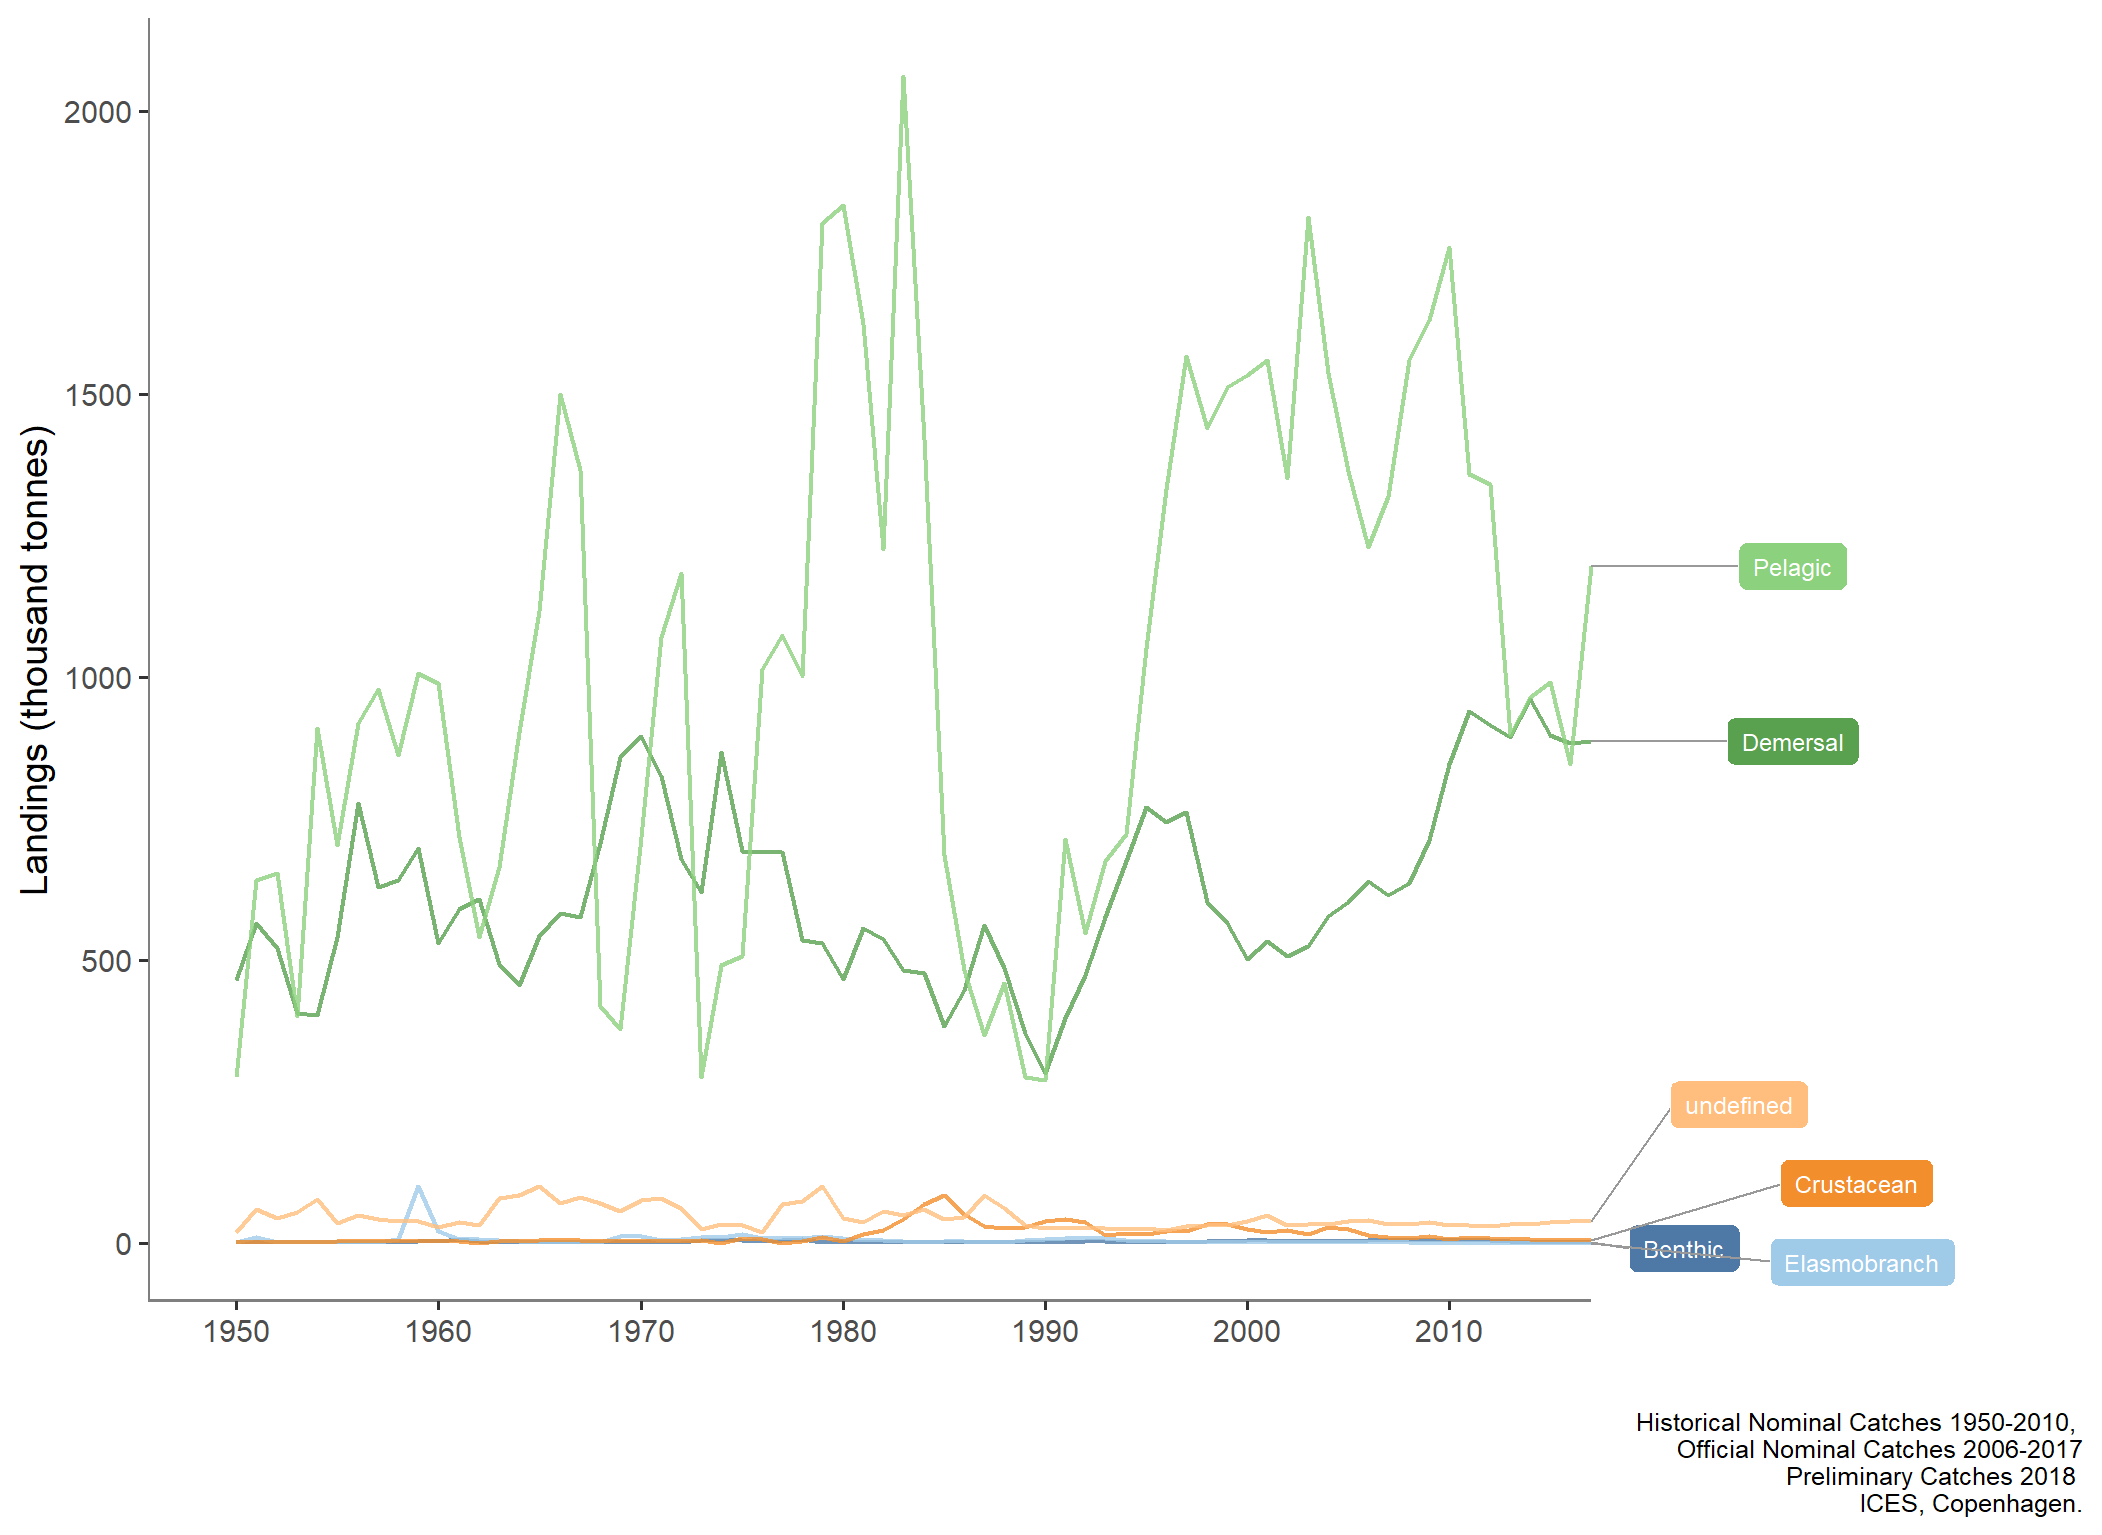 Landings (thousand tonnes)
2000
1500
1000
500
0
1950 1960 1970 1980 1990 2000 2010
Pelagic
Demersal
undefined
Crustacean
Benthic
Elasmobranch
Historical Nominal Catches 1950-2010,
Official Nominal Catches 2006-2017
Preliminary Catches 2018
ICES, Copenhagen.